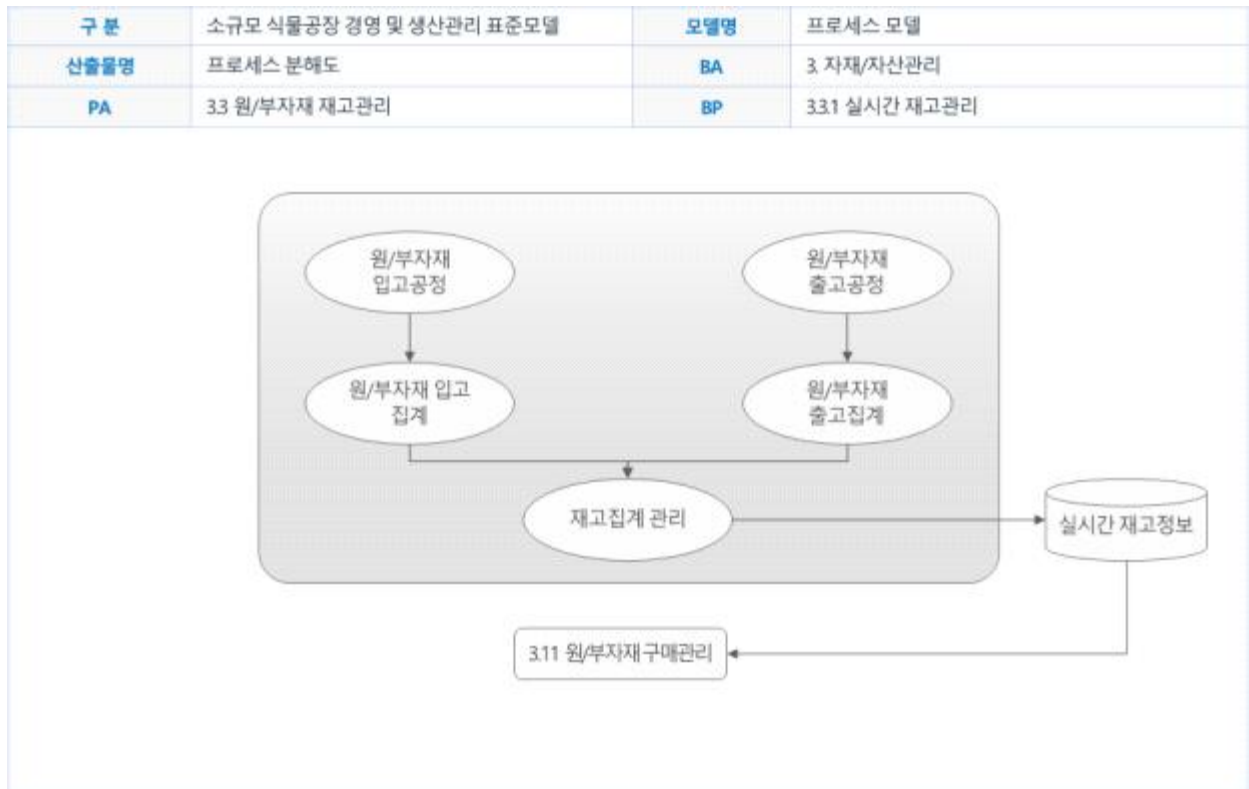 구 분
소규모 식물공장 경영 및 생산관리 표준모델
모델명
프로세스 모델
산출물명
프로세스 분해도
BA
3. 자재/자산관리
PA
3.3 원/부자재 재고관리
BP
3.3.1 실시간 재고관리
원/부자재
입고공정
원/부자재
출고공정
원/부자재 입고
집계
원/부자재
출고집계
재고집계 관리
실시간 재고정보
3.1.1 원/부자재 구매관리